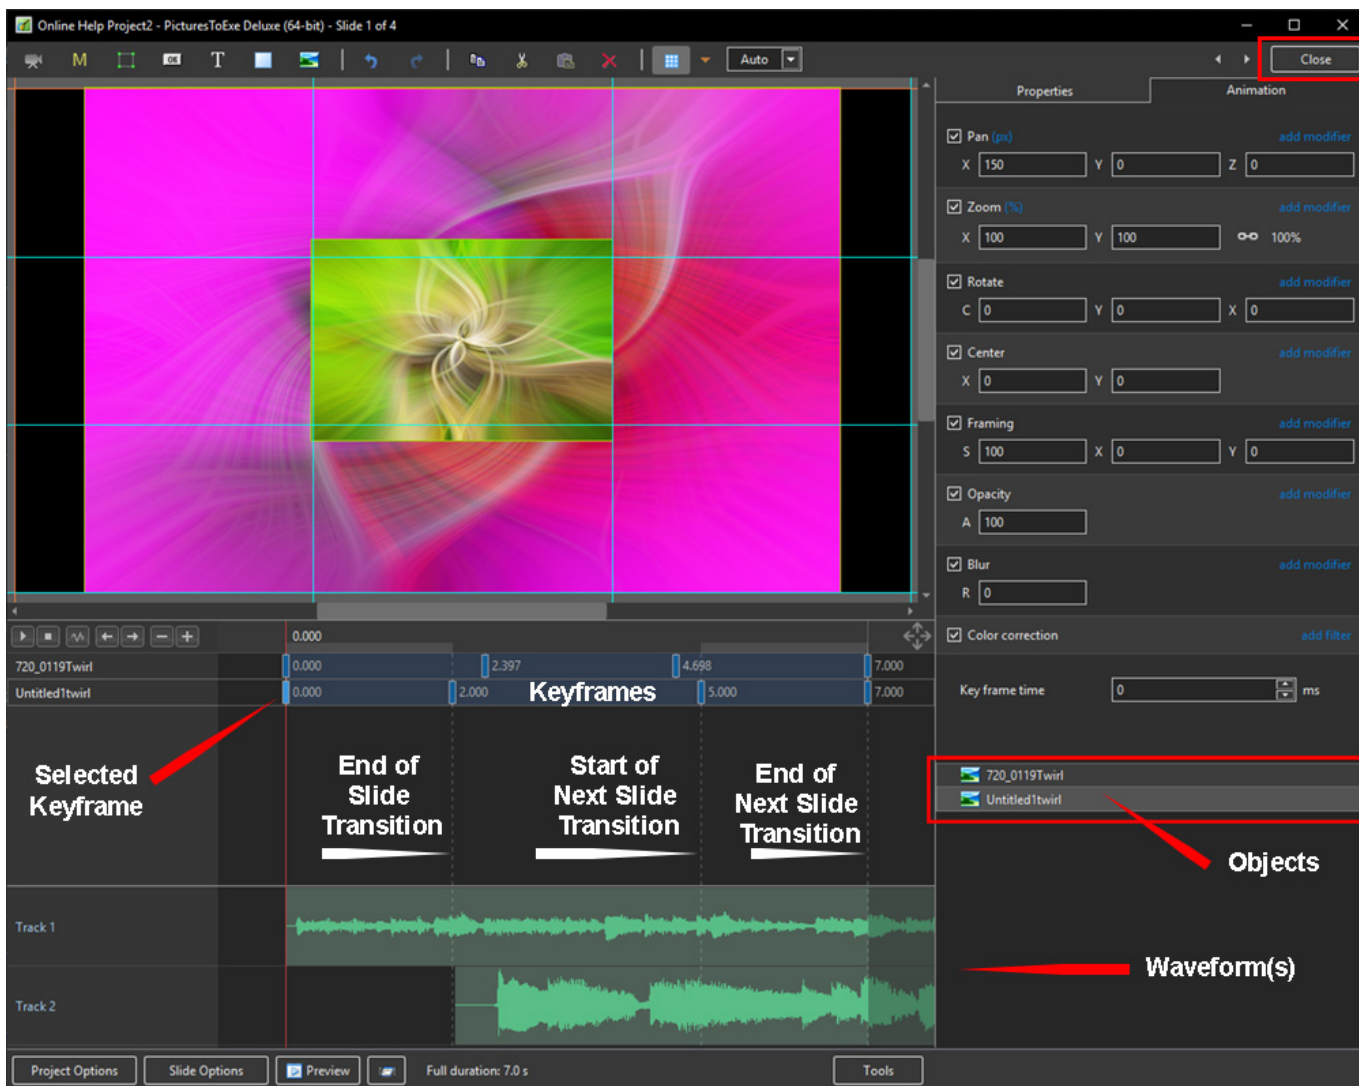 Online Help Project2 - PicturesToExe Deluxe (64-bit) - Slide 1 of 4
M OK T Auto Close
Properties Animation
Pan (px) add modifier
X 150 Y 0 Z 0
Zoom (%) add modifier
X 100 Y 100 100%
Rotate add modifier
C 0 Y 0 X 0
Center add modifier
X 0 Y 0
Framing add modifier
S 100 X 0 Y 0
Opacity add modifier
A 100
Blur add modifier
R 0
Color correction add filter
Key frame time 0 ms
0.000
720_0119Twirl 0.000 2.397 4.698 7.000
Untitled1twirl 0.000 2.000 Keyframes 5.000 7.000
Selected
Keyframe
End of
Slide
Transition
Start of
Next Slide
Transition
End of
Next Slide
Transition
720_0119Twirl
Untitled1twirl
Objects
Track 1
Waveform(s)
Track 2
Project Options Slide Options Preview Full duration: 7.0 s Tools